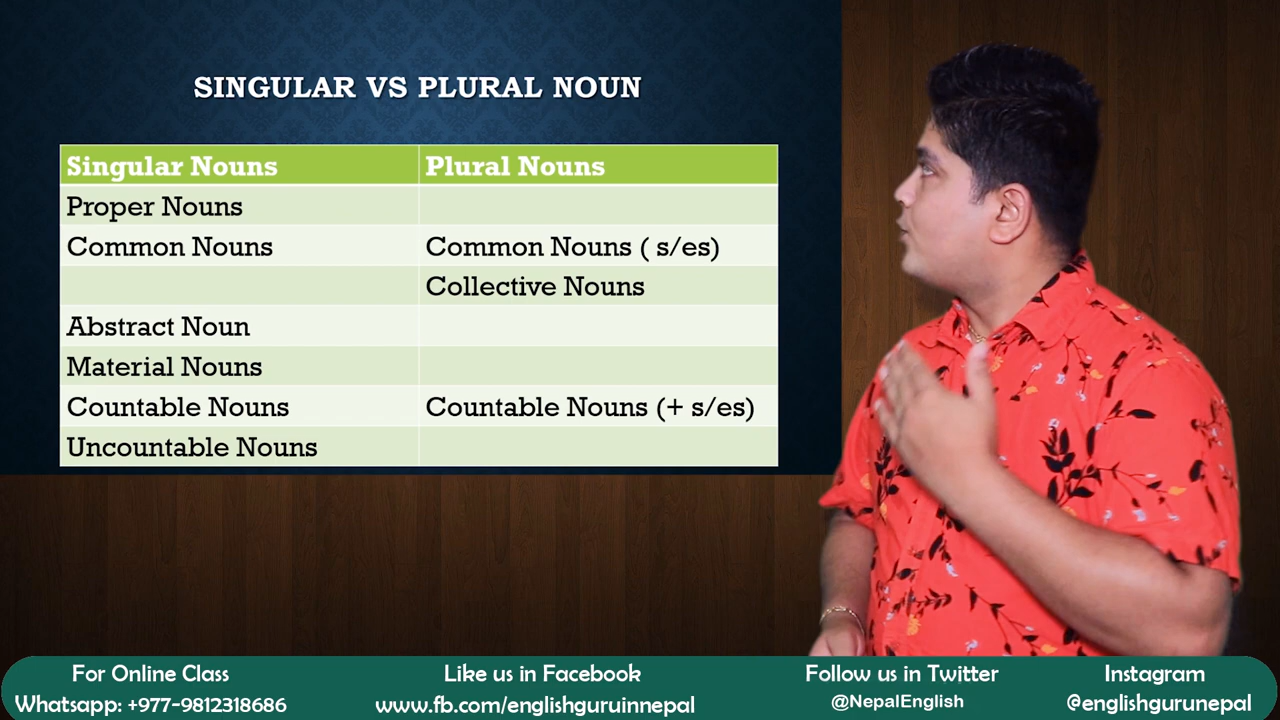 SINGULAR VS PLURAL NOUN
Singular Nouns Plural Nouns
Proper Nouns
Common Nouns Common Nouns ( s/es)
Collective Nouns
Abstract Noun
Material Nouns
Countable Nouns Countable Nouns (+ s/es)
Uncountable Nouns
For Online Class Like us in Facebook Follow us in Twitter Instagram
Whatsapp: +977-9812318686 www.fb.com/englishguruinnepal @NepalEnglish @englishgurunepal